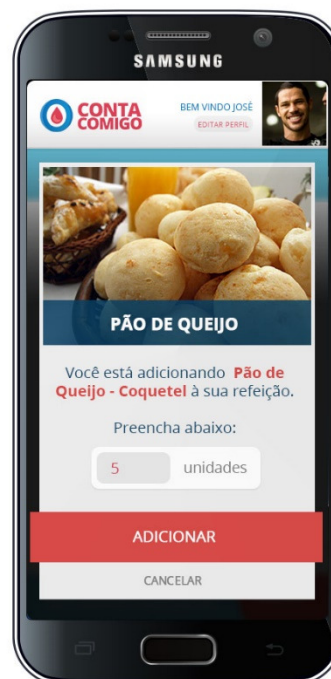 SAMSUNG
CONTA
COMIGO
BEM VINDO JOSÉ
EDITAR PERFIL
PÃO DE QUEIJO
Você está adicionando Pão de
Queijo - Coquetel à sua refeição.
Preencha abaixo:
5 unidades
ADICIONAR
CANCELAR